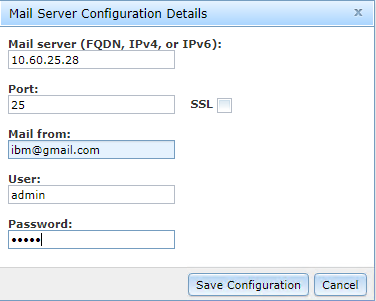 Mail Server Configuration Details x
Mail server (FQDN, IPv4, or IPv6):
10.60.25.28
Port:
25 SSL
Mail from:
ibm@gmail.com
User:
admin
Password:
•••••
Save Configuration Cancel